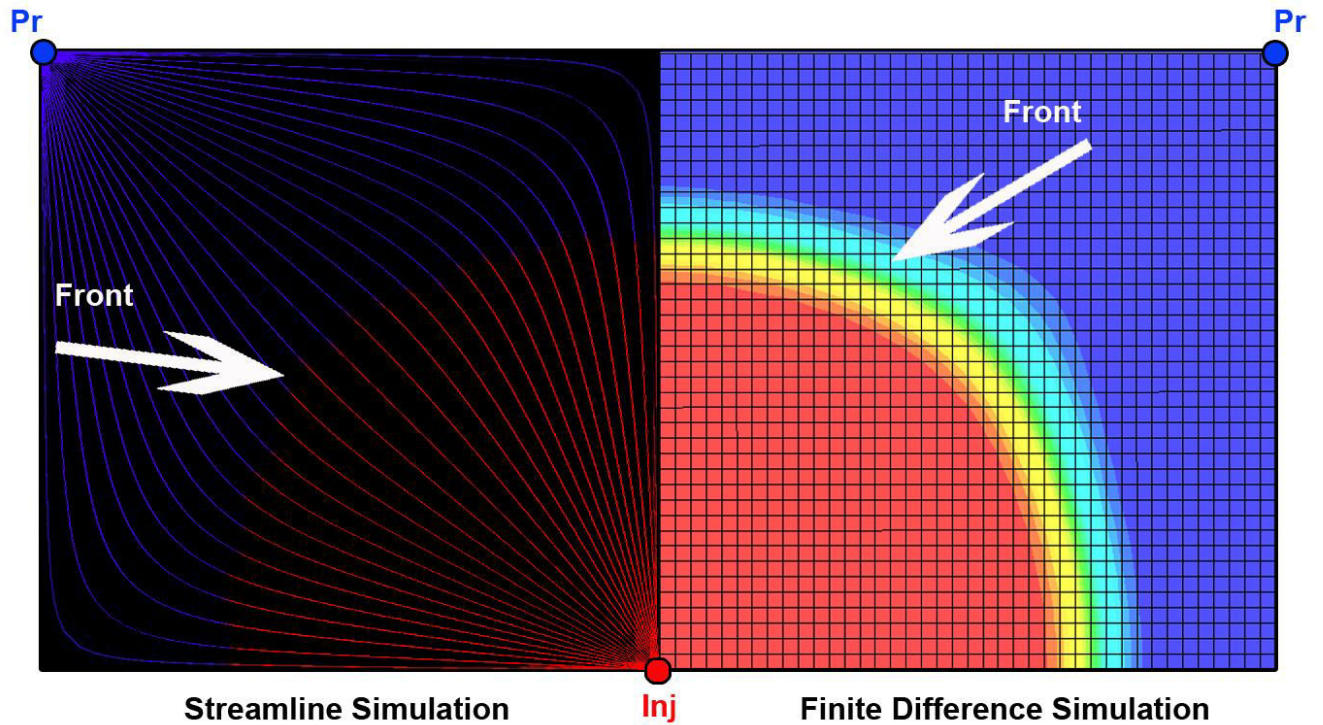 Pr
Pr
Front
Front
Streamline Simulation
Inj
Finite Difference Simulation